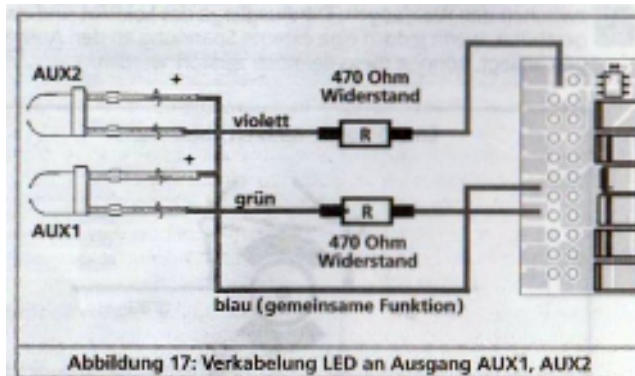 AUX2
+
470 Ohm
Widerstand
violett
R
+
grün
R
AUX1
470 Ohm
Widerstand
blau (gemeinsame Funktion)
Abbildung 17: Verkabelung LED an Ausgang AUX1, AUX2